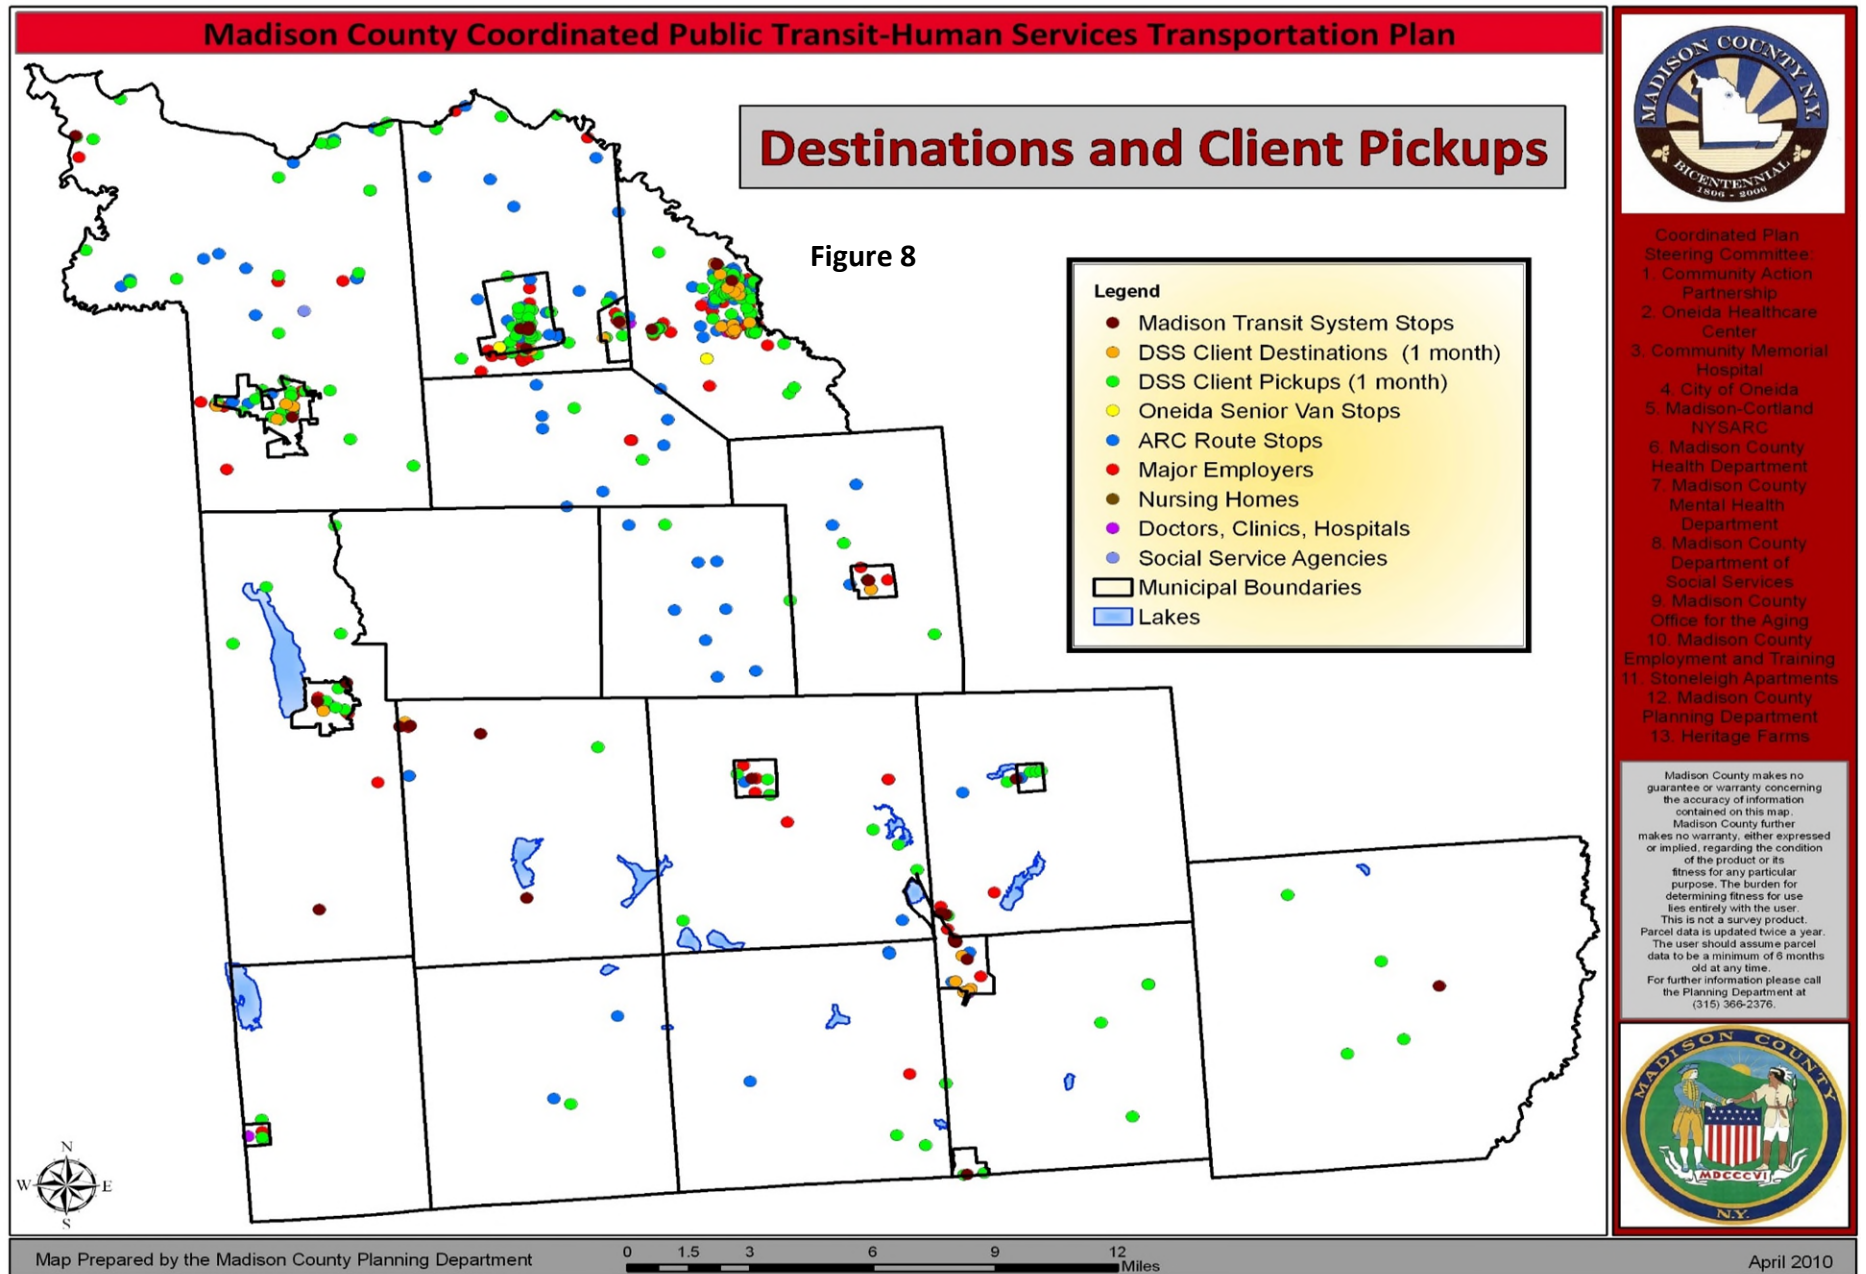 Madison County Coordinated Public Transit-Human Services Transportation Plan
Destinations and Client Pickups
Figure 8
Legend
Madison Transit System Stops
DSS Client Destinations (1 month)
DSS Client Pickups (1 month)
Oneida Senior Van Stops
ARC Route Stops
Major Employers
Nursing Homes
Doctors, Clinics, Hospitals
Social Service Agencies
Municipal Boundaries
Lakes
N
W
E
S
MADISON COUNTY N.Y.
BICENTENNIAL
1806 - 2006
Coordinated Plan
Steering Committee:
1. Community Action
Partnership
2. Oneida Healthcare
Center
3. Community Memorial
Hospital
4. City of Oneida
5. Madison-Cortland
NYSARC
6. Madison County
Health Department
7. Madison County
Mental Health
Department
8. Madison County
Department of
Social Services
9. Madison County
Office for the Aging
10. Madison County
Employment and Training
11. Stoneleigh Apartments
12. Madison County
Planning Department
13. Heritage Farms
Madison County makes no
guarantee or warranty concerning
the accuracy of information
contained on this map.
Madison County further
makes no warranty, either expressed
or implied, regarding the condition
of the product or its
fitness for any particular
purpose. The burden for
determining fitness for use
lies entirely with the user.
This is not a survey product.
Parcel data is updated twice a year.
The user should assume parcel
data to be a minimum of 6 months
old at any time.
For further information please call
the Planning Department at
(315) 366-2376.
MADISON COUNTY
MDCCCVI
N.Y.
Map Prepared by the Madison County Planning Department
0 1.5 3 6 9 12
Miles
April 2010